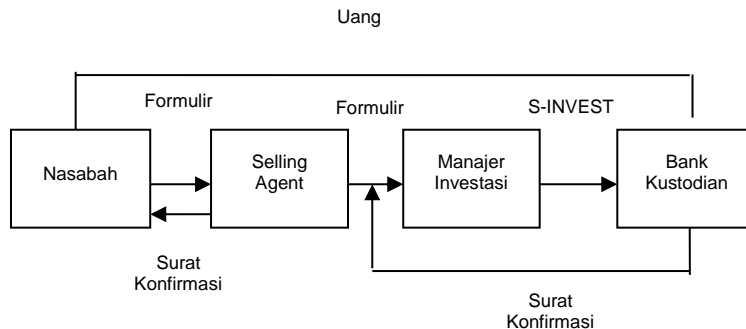 Uang
Formulir
Formulir
S-INVEST
Nasabah
Selling
Agent
Manajer
Investasi
Bank
Kustodian
Surat
Konfirmasi
Surat
Konfirmasi